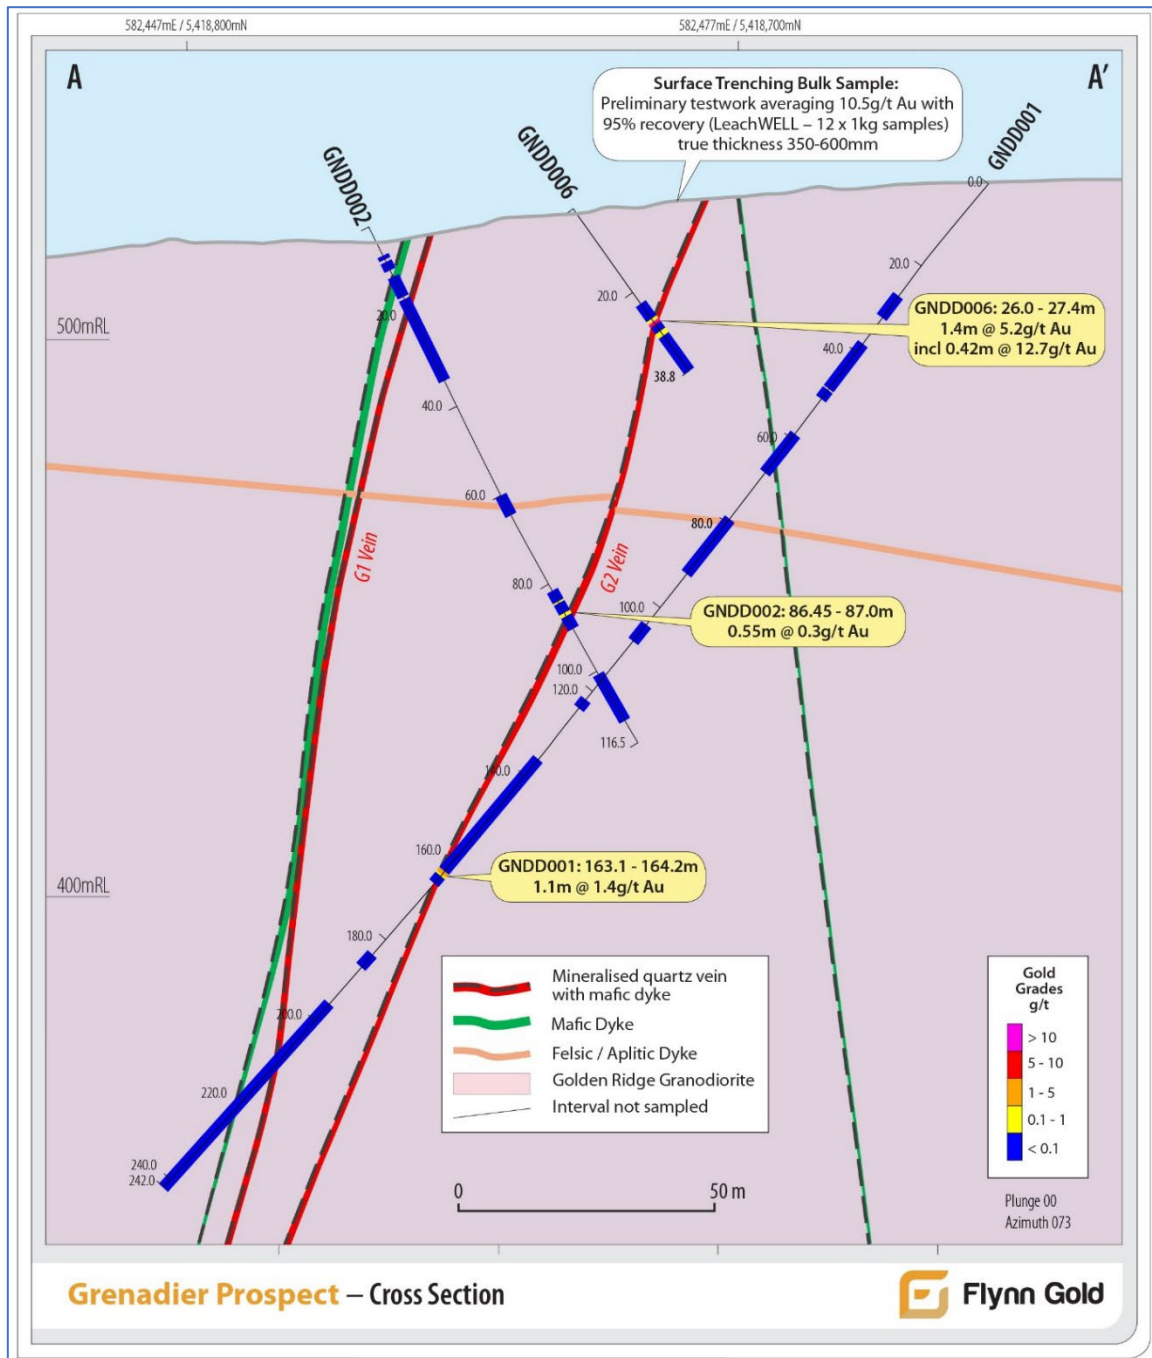 582,447mE / 5,418,800mN
582,477mE / 5,418,700mN
A
A'
Surface Trenching Bulk Sample:
Preliminary testwork averaging 10.5g/t Au with
95% recovery (LeachWELL – 12 x 1kg samples)
true thickness 350-600mm
GNDD002
GNDD006
GNDD001
0.0
20.0
20.0
20.0
500mRL
GNDD006: 26.0 - 27.4m
1.4m @ 5.2g/t Au
incl 0.42m @ 12.7g/t Au
40.0
38.8
40.0
60.0
60.0
80.0
G1 Vein
G2 Vein
80.0
100.0
GNDD002: 86.45 - 87.0m
0.55m @ 0.3g/t Au
100.0
120.0
116.5
140.0
160.0
GNDD001: 163.1 - 164.2m
1.1m @ 1.4g/t Au
400mRL
180.0
200.0
220.0
240.0
242.0
Mineralised quartz vein
with mafic dyke
Mafic Dyke
Felsic / Aplitic Dyke
Golden Ridge Granodiorite
Interval not sampled
Gold
Grades
g/t
> 10
5 - 10
1 - 5
0.1 - 1
< 0.1
0
50 m
Plunge 00
Azimuth 073
Grenadier Prospect – Cross Section
Flynn Gold